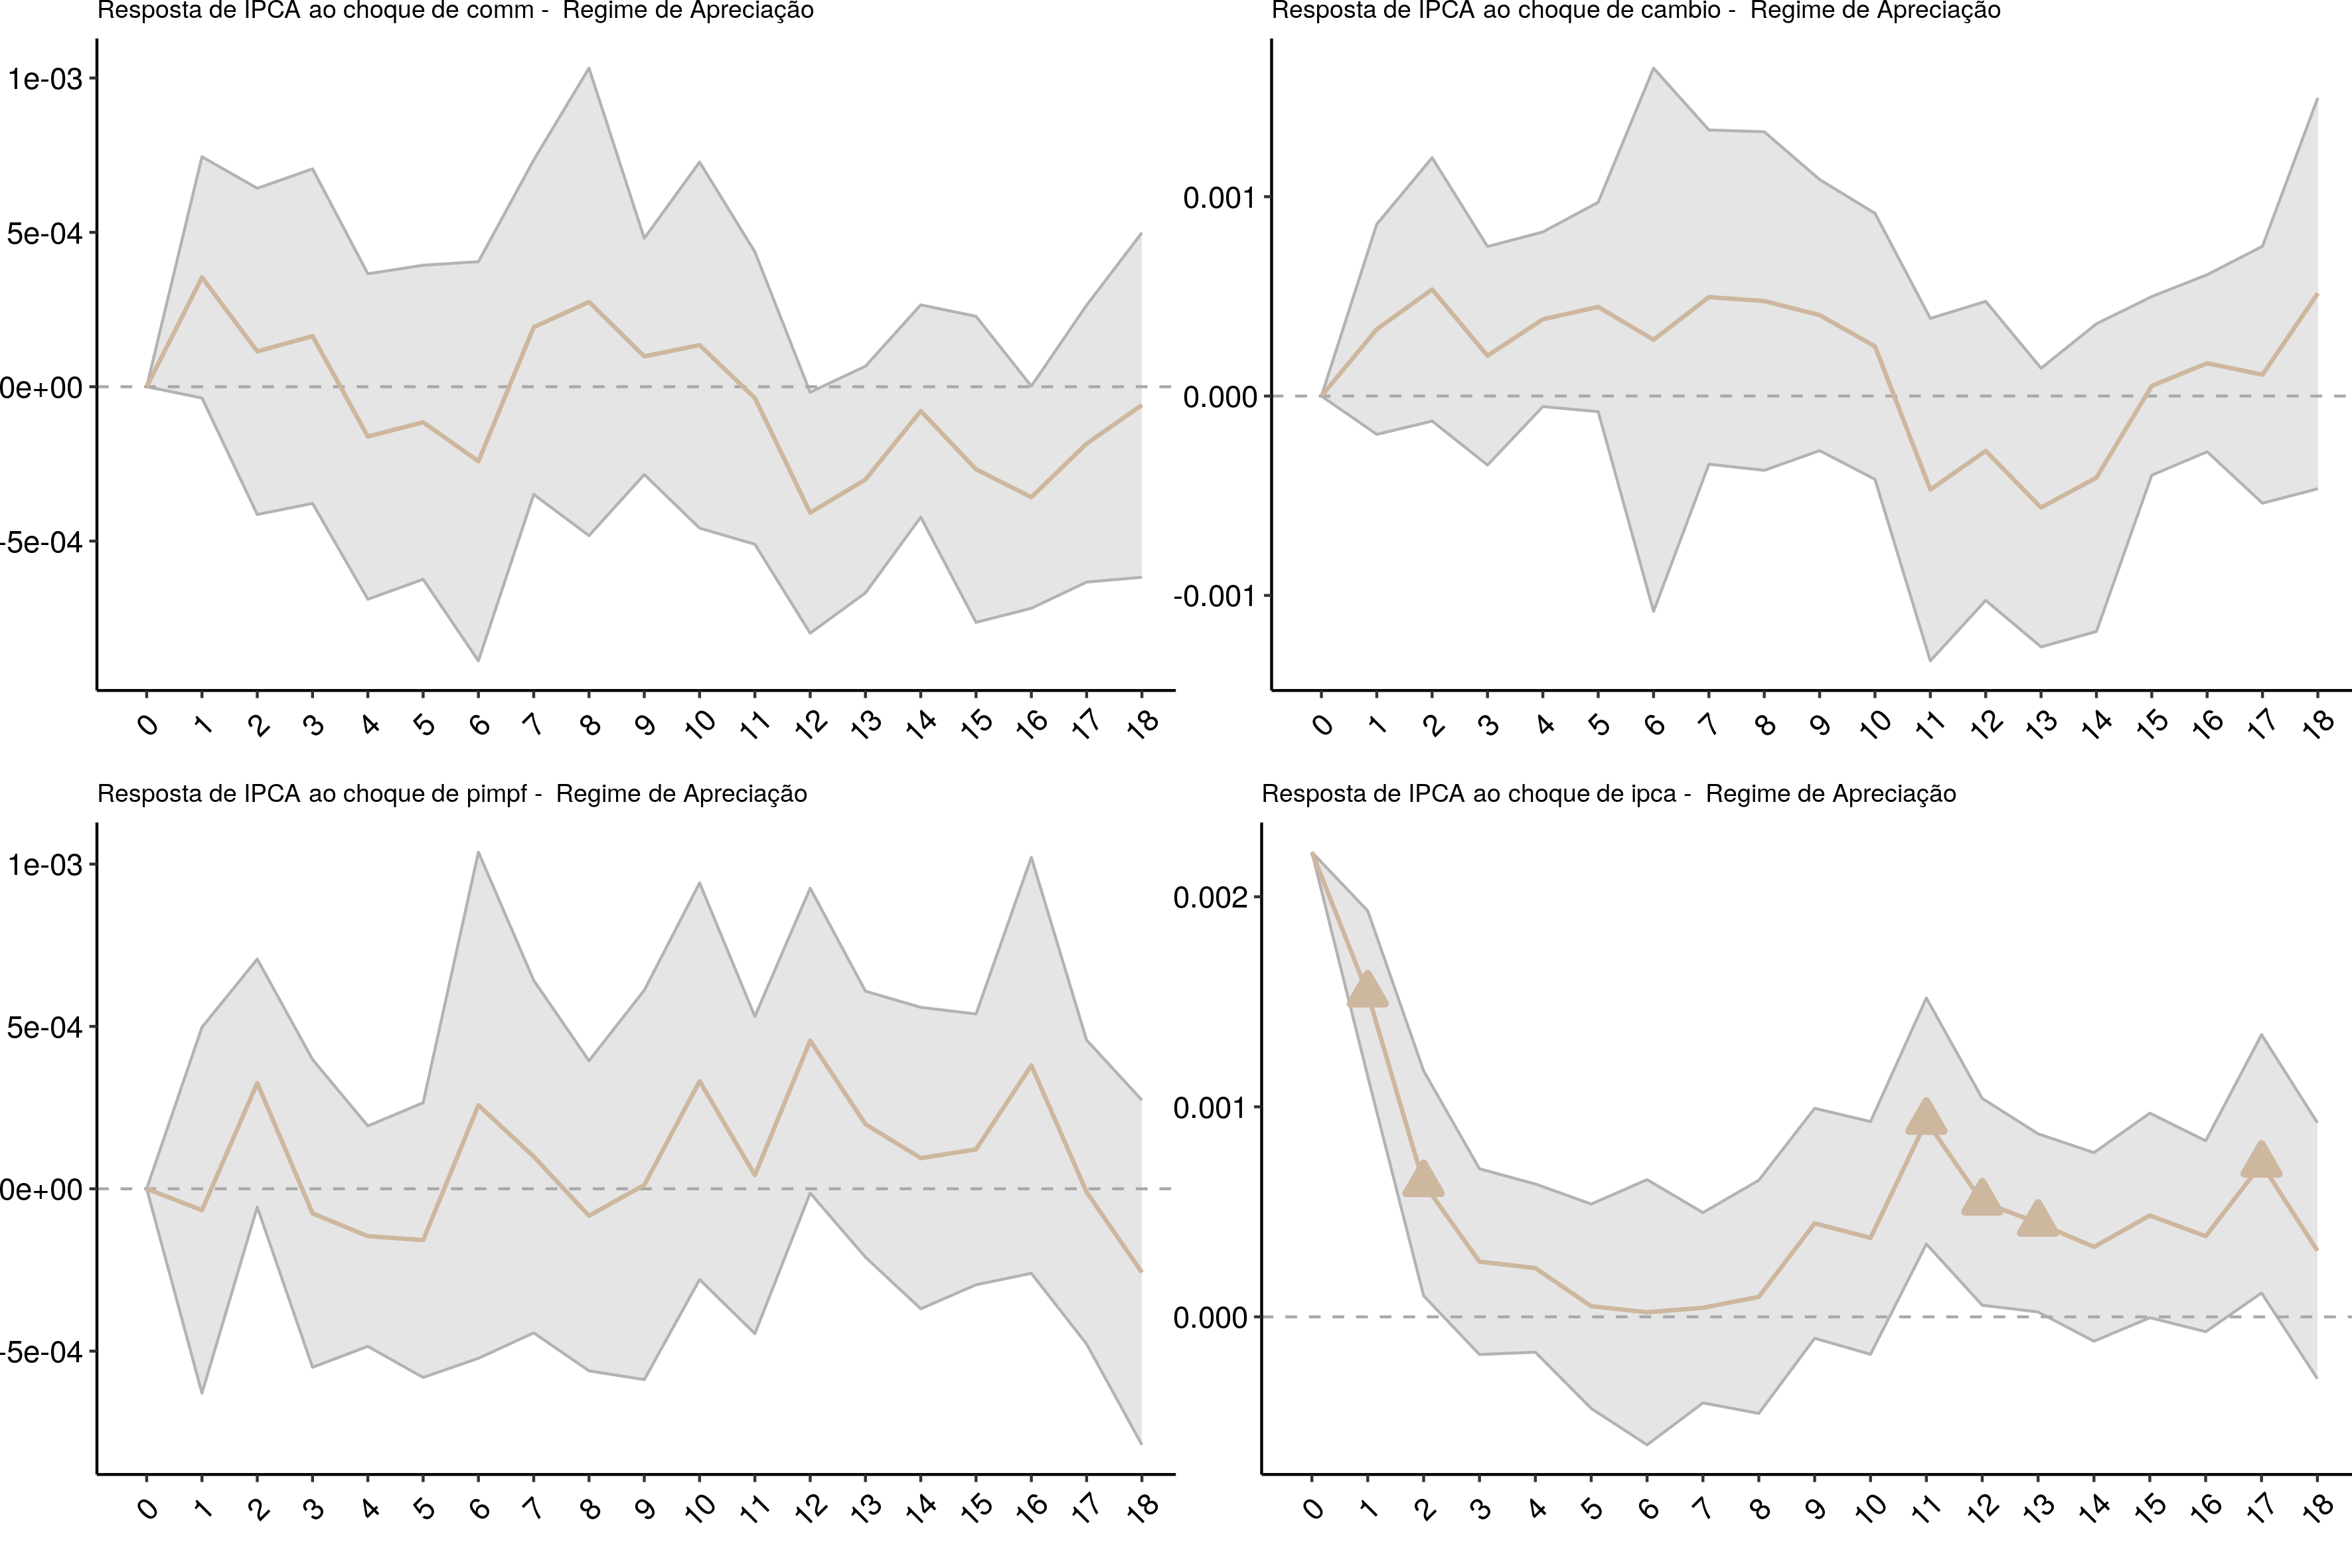 Resposta de IPCA ao choque de comm -  Regime de Apreciação
1e-03
5e-04
0e+00
-5e-04
0 1 2 3 4 5 6 7 8 9 10 11 12 13 14 15 16 17 18
Resposta de IPCA ao choque de cambio -  Regime de Apreciação
0.001
0.000
-0.001
0 1 2 3 4 5 6 7 8 9 10 11 12 13 14 15 16 17 18
Resposta de IPCA ao choque de pimpf -  Regime de Apreciação
1e-03
5e-04
0e+00
-5e-04
0 1 2 3 4 5 6 7 8 9 10 11 12 13 14 15 16 17 18
Resposta de IPCA ao choque de ipca -  Regime de Apreciação
0.002
0.001
0.000
0 1 2 3 4 5 6 7 8 9 10 11 12 13 14 15 16 17 18